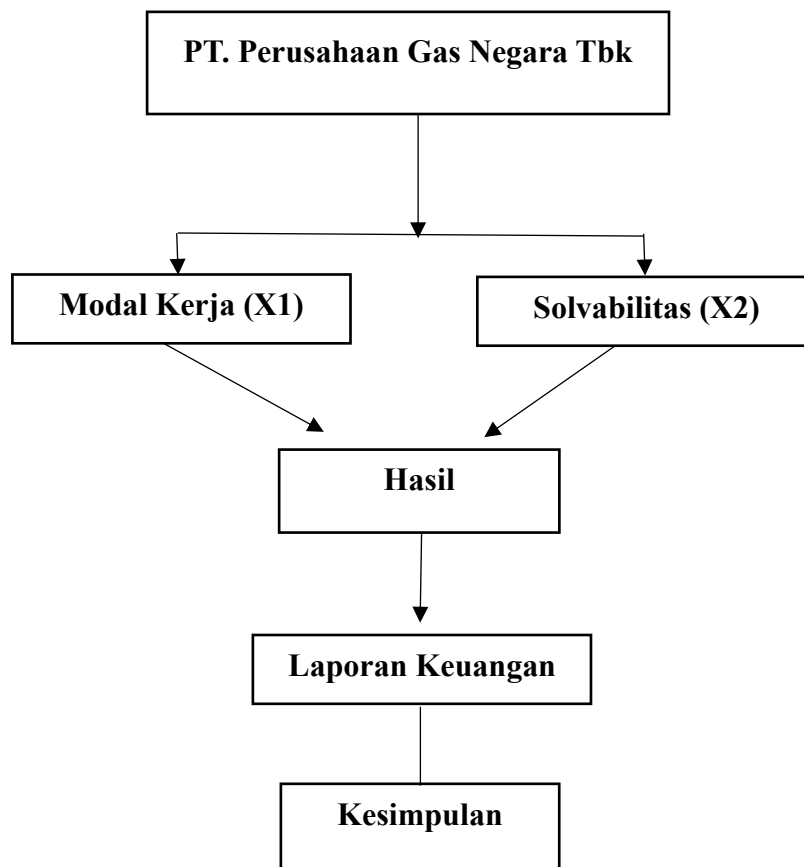 PT. Perusahaan Gas Negara Tbk
Modal Kerja (X1)
Solvabilitas (X2)
Hasil
Laporan Keuangan
Kesimpulan